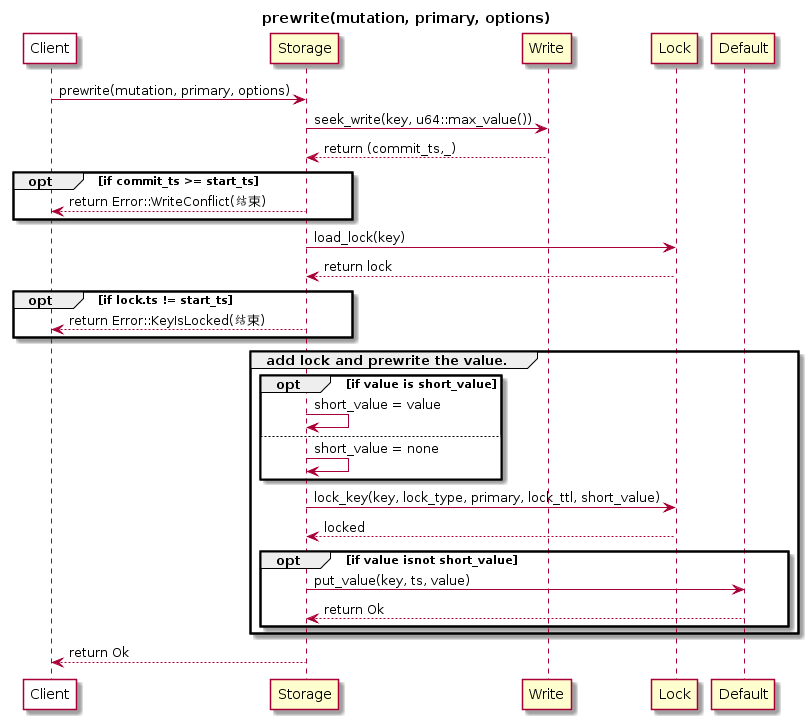 prewrite(mutation, primary, options)
Client Storage Write Lock Default
prewrite(mutation, primary, options)
seek_write(key, u64::max_value())
return (commit_ts,_)
opt [if commit_ts >= start_ts]
return Error::WriteConflict(结束)
load_lock(key)
return lock
opt [if lock.ts != start_ts]
return Error::KeyIsLocked(结束)
add lock and prewrite the value.
opt [if value is short_value]
short_value = value
short_value = none
lock_key(key, lock_type, primary, lock_ttl, short_value)
locked
opt [if value isnot short_value]
put_value(key, ts, value)
return Ok
return Ok
Client Storage Write Lock Default